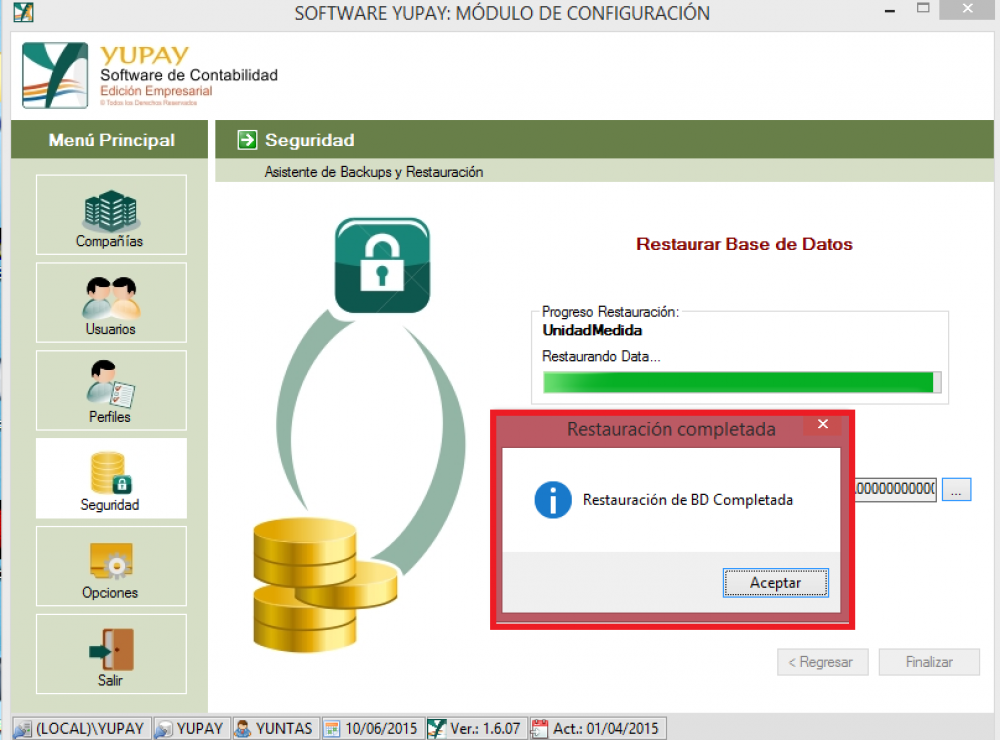 SOFTWARE YUPAY: MÓDULO DE CONFIGURACIÓN
YUPAY
Software de Contabilidad
Edición Empresarial
® Todos los Derechos Reservados
Menú Principal
Seguridad
Asistente de Backups y Restauración
Compañías
Usuarios
Perfiles
Seguridad
Opciones
Salir
Restaurar Base de Datos
Progreso Restauración:
UnidadMedida
Restaurando Data...
Restauración completada
Restauración de BD Completada
.00000000000(
...
Aceptar
< Regresar
Finalizar
(LOCAL)\YUPAY
YUPAY
YUNTAS
10/06/2015
Ver.: 1.6.07
Act.: 01/04/2015